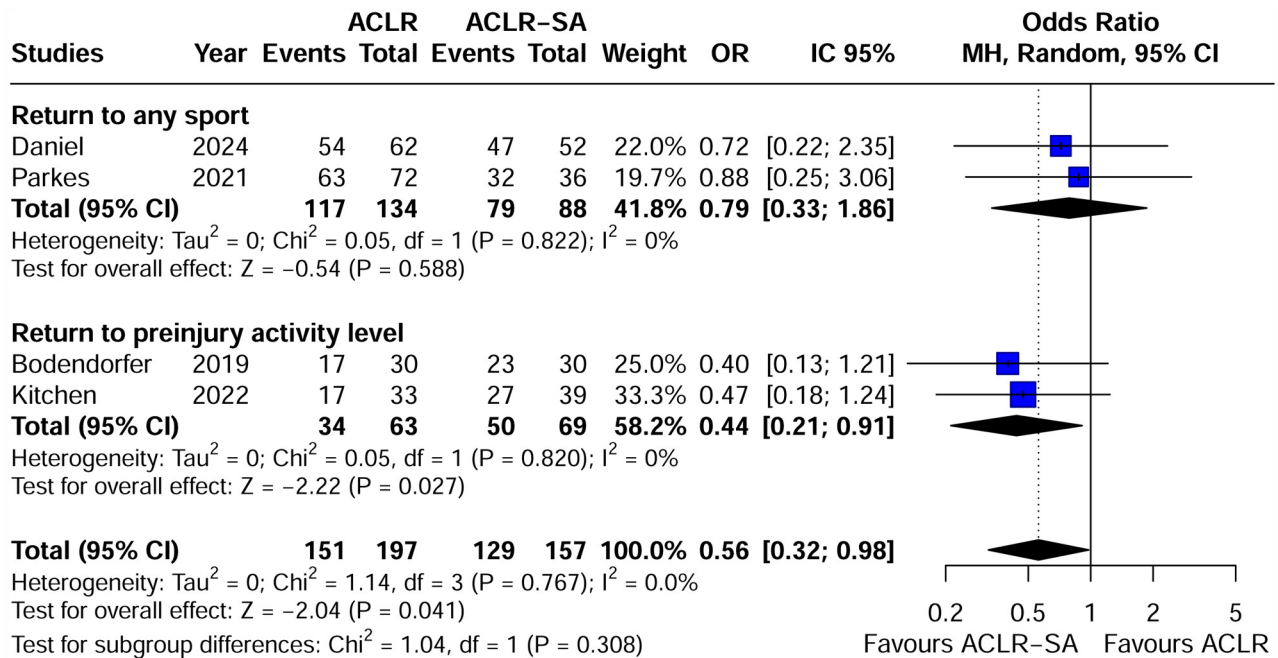 ACLR ACLR−SA Odds Ratio
Studies Year Events Total Events Total Weight OR IC 95% MH, Random, 95% CI
Return to any sport
Daniel 2024 54 62 47 52 22.0% 0.72 [0.22; 2.35]
Parkes 2021 63 72 32 36 19.7% 0.88 [0.25; 3.06]
Total (95% CI) 117 134 79 88 41.8% 0.79 [0.33; 1.86]
Heterogeneity: Tau² = 0; Chi² = 0.05, df = 1 (P = 0.822); I² = 0%
Test for overall effect: Z = −0.54 (P = 0.588)
Return to preinjury activity level
Bodendorfer 2019 17 30 23 30 25.0% 0.40 [0.13; 1.21]
Kitchen 2022 17 33 27 39 33.3% 0.47 [0.18; 1.24]
Total (95% CI) 34 63 50 69 58.2% 0.44 [0.21; 0.91]
Heterogeneity: Tau² = 0; Chi² = 0.05, df = 1 (P = 0.820); I² = 0%
Test for overall effect: Z = −2.22 (P = 0.027)
Total (95% CI) 151 197 129 157 100.0% 0.56 [0.32; 0.98]
Heterogeneity: Tau² = 0; Chi² = 1.14, df = 3 (P = 0.767); I² = 0.0%
Test for overall effect: Z = −2.04 (P = 0.041)
0.2 0.5 1 2 5
Test for subgroup differences: Chi² = 1.04, df = 1 (P = 0.308) Favours ACLR−SA Favours ACLR